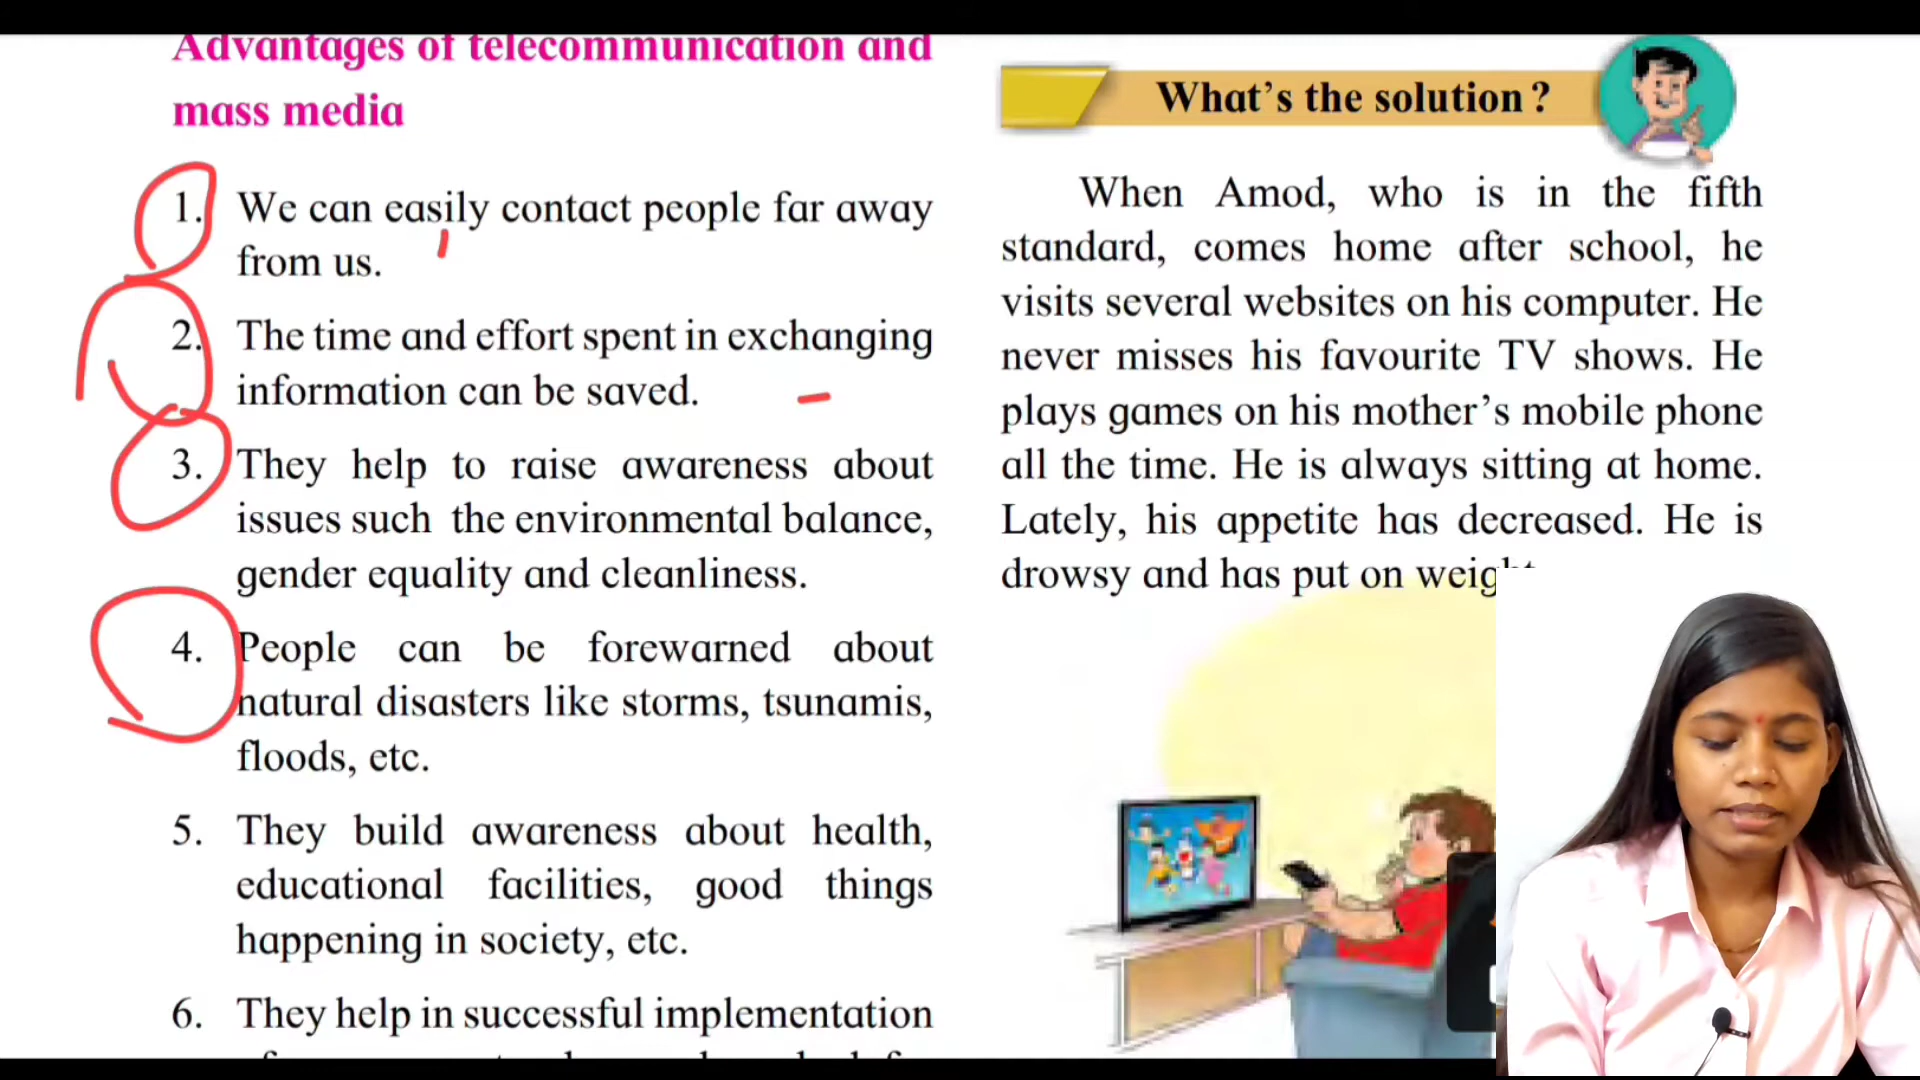 Advantages of telecommunication and
mass media
1. We can easily contact people far away
from us.
2. The time and effort spent in exchanging
information can be saved.
3. They help to raise awareness about
issues such the environmental balance,
gender equality and cleanliness.
4. People can be forewarned about
natural disasters like storms, tsunamis,
floods, etc.
5. They build awareness about health,
educational facilities, good things
happening in society, etc.
6. They help in successful implementation
What's the solution ?
When Amod, who is in the fifth
standard, comes home after school, he
visits several websites on his computer. He
never misses his favourite TV shows. He
plays games on his mother's mobile phone
all the time. He is always sitting at home.
Lately, his appetite has decreased. He is
drowsy and has put on weight